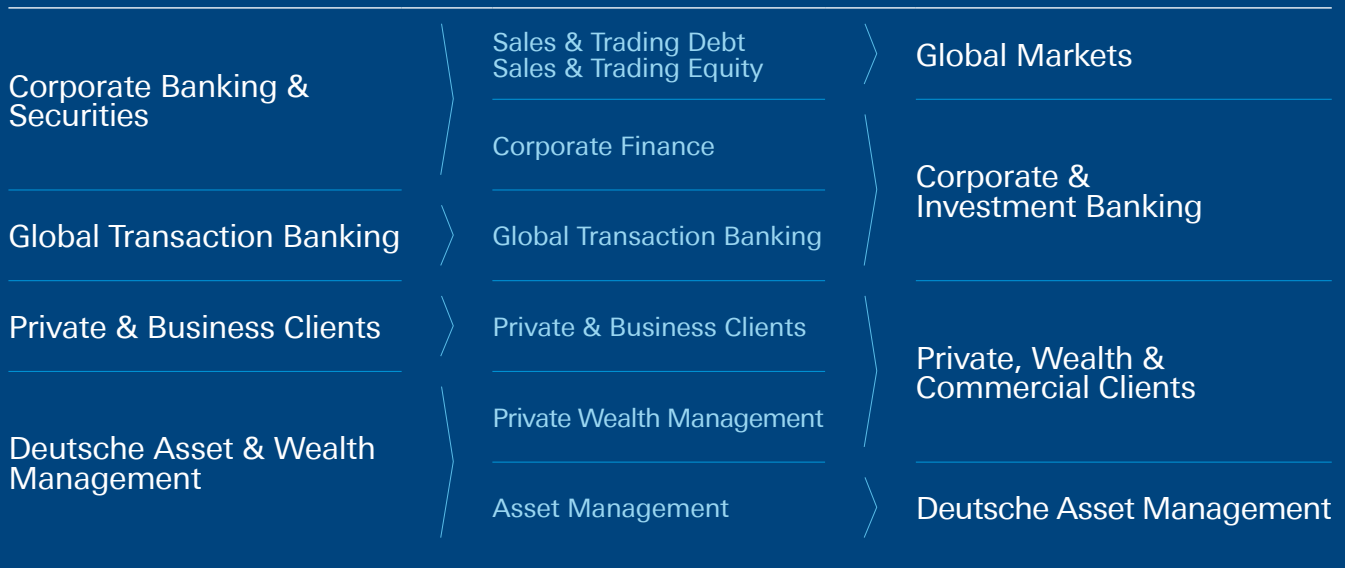 Corporate Banking &
Securities
Sales & Trading Debt
Sales & Trading Equity
Global Markets
Corporate Finance
Corporate &
Investment Banking
Global Transaction Banking
Global Transaction Banking
Private & Business Clients
Private & Business Clients
Private, Wealth &
Commercial Clients
Deutsche Asset & Wealth
Management
Private Wealth Management
Asset Management
Deutsche Asset Management